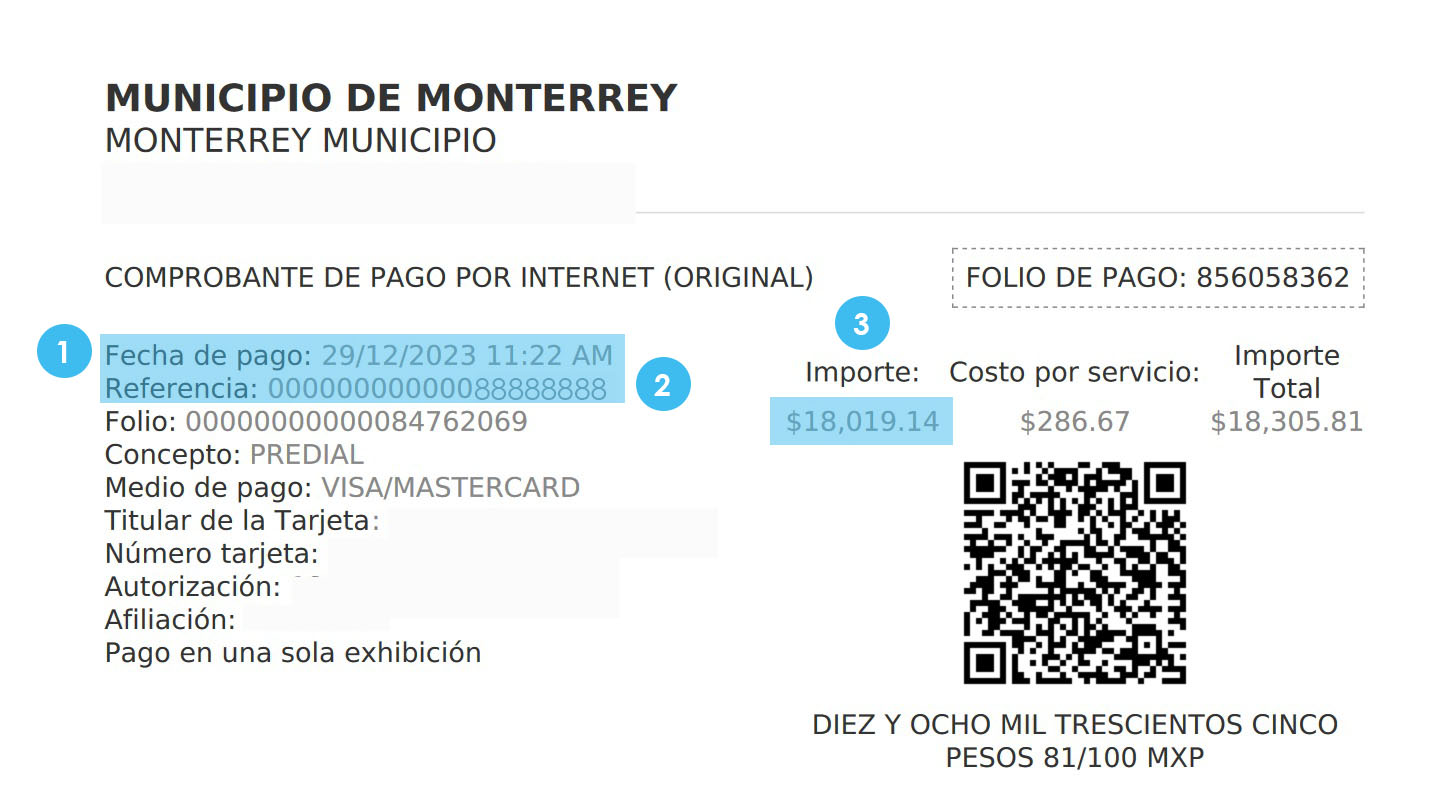 MUNICIPIO DE MONTERREY
MONTERREY MUNICIPIO
COMPROBANTE DE PAGO POR INTERNET (ORIGINAL)
FOLIO DE PAGO: 856058362
1
Fecha de pago: 29/12/2023 11:22 AM
Referencia: 00000000000088888888
2
Folio: 00000000000084762069
Concepto: PREDIAL
Medio de pago: VISA/MASTERCARD
Titular de la Tarjeta:
Número tarjeta:
Autorización:
Afiliación:
Pago en una sola exhibición
3
Importe: Costo por servicio: Importe Total
$18,019.14 $286.67 $18,305.81
DIEZ Y OCHO MIL TRESCIENTOS CINCO
PESOS 81/100 MXP